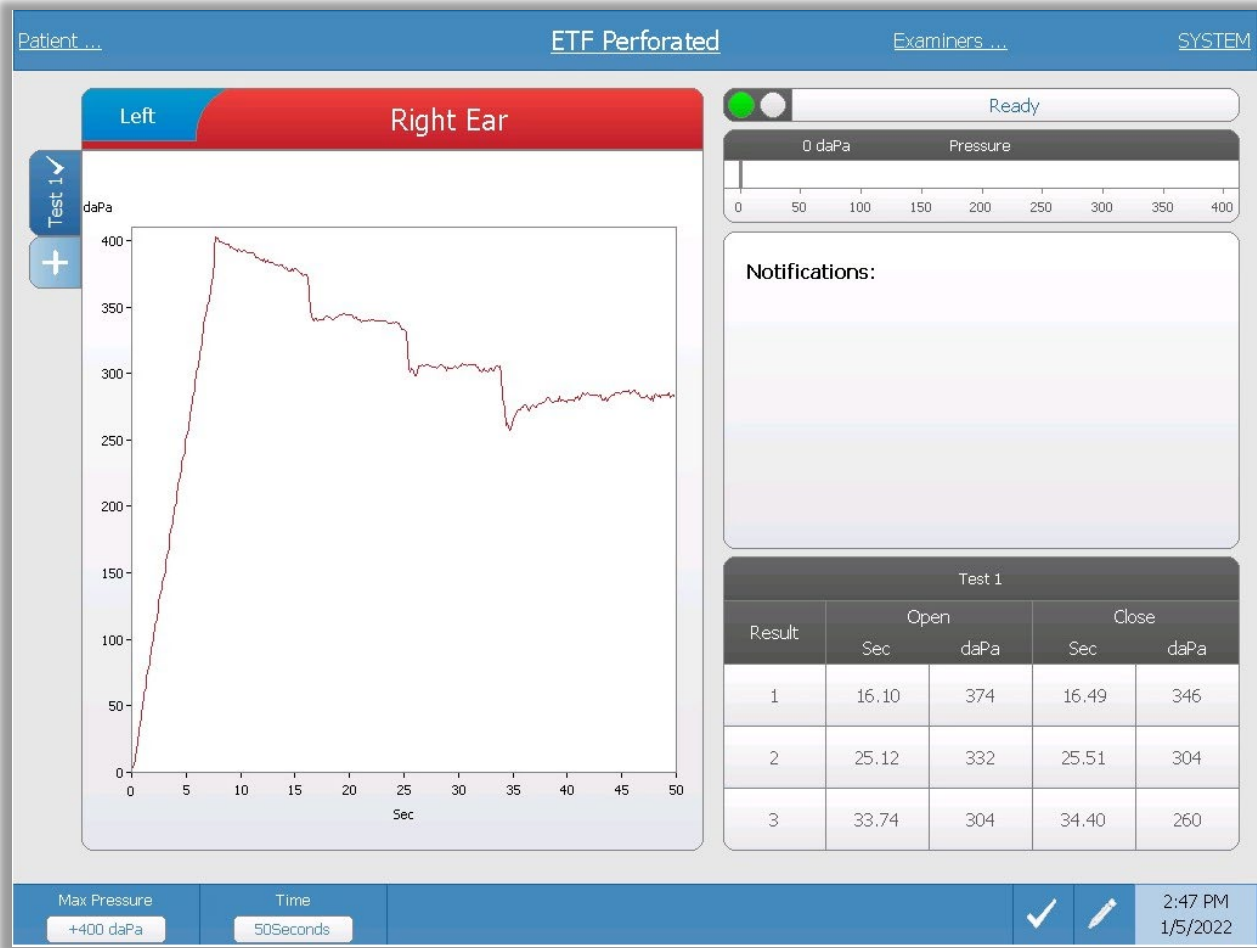 Patient ... ETF Perforated Examiners ... SYSTEM
Left Right Ear
Test 1
daPa
400
350
300
250
200
150
100
50
0
0 5 10 15 20 25 30 35 40 45 50
Sec
Ready
0 daPa Pressure
0 50 100 150 200 250 300 350 400
Notifications:
Test 1
Result Open Close
Sec daPa Sec daPa
1 16.10 374 16.49 346
2 25.12 332 25.51 304
3 33.74 304 34.40 260
Max Pressure Time
+400 daPa 50Seconds
2:47 PM
1/5/2022